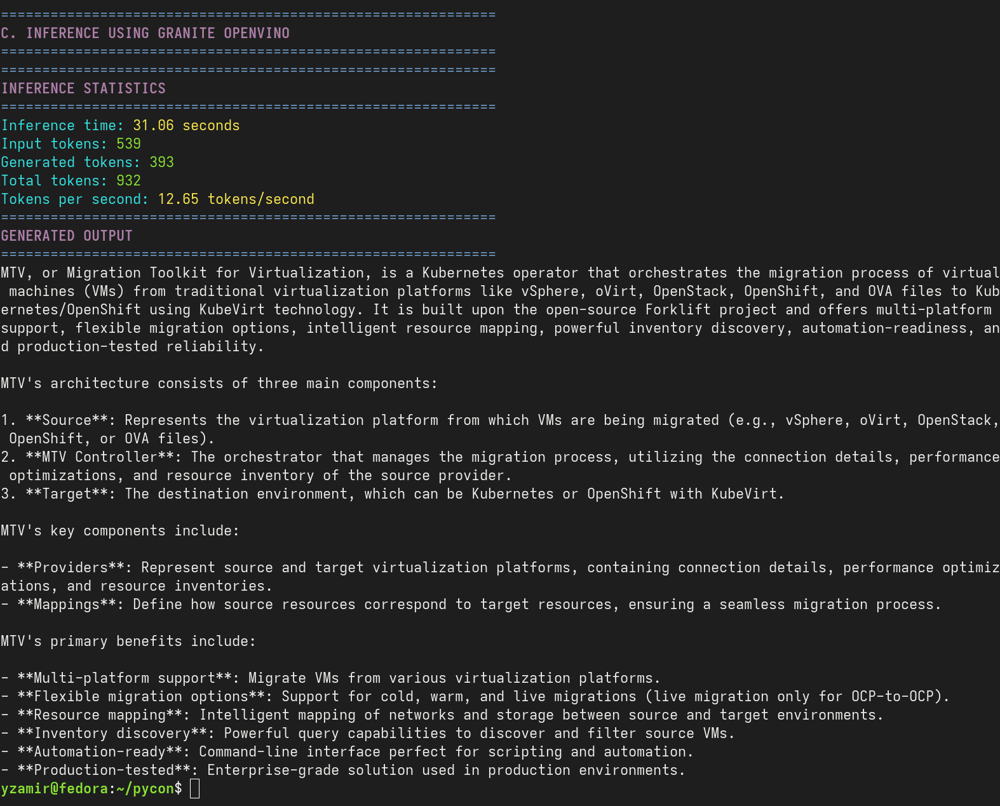 ============================================================
C. INFERENCE USING GRANITE OPENVINO
============================================================
============================================================
INFERENCE STATISTICS
============================================================
Inference time: 31.06 seconds
Input tokens: 539
Generated tokens: 393
Total tokens: 932
Tokens per second: 12.65 tokens/second
============================================================
GENERATED OUTPUT
============================================================
MTV, or Migration Toolkit for Virtualization, is a Kubernetes operator that orchestrates the migration process of virtual
 machines (VMs) from traditional virtualization platforms like vSphere, oVirt, OpenStack, OpenShift, and OVA files to Kub
ernetes/OpenShift using KubeVirt technology. It is built upon the open-source Forklift project and offers multi-platform
support, flexible migration options, intelligent resource mapping, powerful inventory discovery, automation-readiness, an
d production-tested reliability.

MTV's architecture consists of three main components:

1. **Source**: Represents the virtualization platform from which VMs are being migrated (e.g., vSphere, oVirt, OpenStack,
 OpenShift, or OVA files).
2. **MTV Controller**: The orchestrator that manages the migration process, utilizing the connection details, performance
 optimizations, and resource inventory of the source provider.
3. **Target**: The destination environment, which can be Kubernetes or OpenShift with KubeVirt.

MTV's key components include:

- **Providers**: Represent source and target virtualization platforms, containing connection details, performance optimiz
ations, and resource inventories.
- **Mappings**: Define how source resources correspond to target resources, ensuring a seamless migration process.

MTV's primary benefits include:

- **Multi-platform support**: Migrate VMs from various virtualization platforms.
- **Flexible migration options**: Support for cold, warm, and live migrations (live migration only for OCP-to-OCP).
- **Resource mapping**: Intelligent mapping of networks and storage between source and target environments.
- **Inventory discovery**: Powerful query capabilities to discover and filter source VMs.
- **Automation-ready**: Command-line interface perfect for scripting and automation.
- **Production-tested**: Enterprise-grade solution used in production environments.
yzamir@fedora:~/pycon$